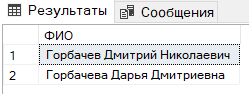 Результаты Сообщения
ФИО
1 Горбачев Дмитрий Николаевич
2 Горбачева Дарья Дмитриевна